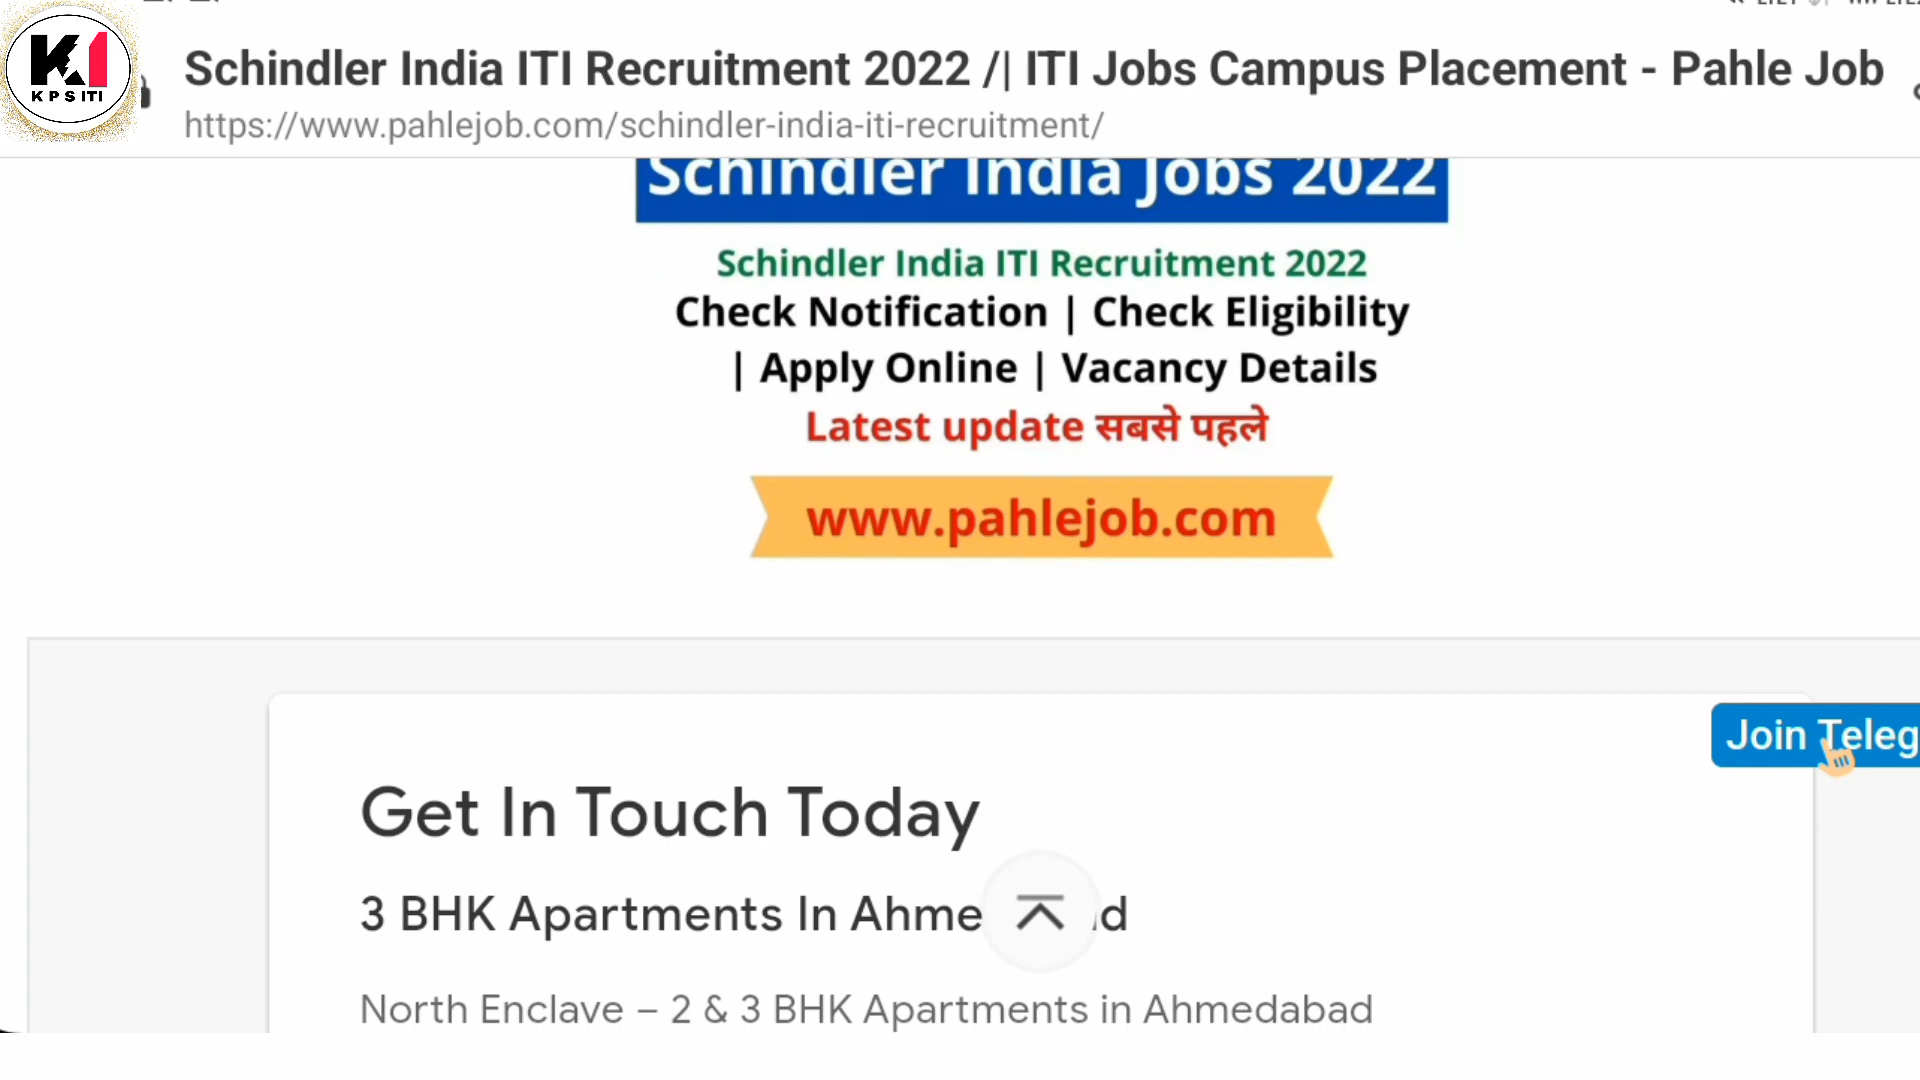 K1
KPS ITI
Schindler India ITI Recruitment 2022 /| ITI Jobs Campus Placement - Pahle Job
https://www.pahlejob.com/schindler-india-iti-recruitment/
Schindler India Jobs 2022
Schindler India ITI Recruitment 2022
Check Notification | Check Eligibility
| Apply Online | Vacancy Details
Latest update सबसे पहले
www.pahlejob.com
Join Teleg
Get In Touch Today
3 BHK Apartments In Ahme d
North Enclave – 2 & 3 BHK Apartments in Ahmedabad